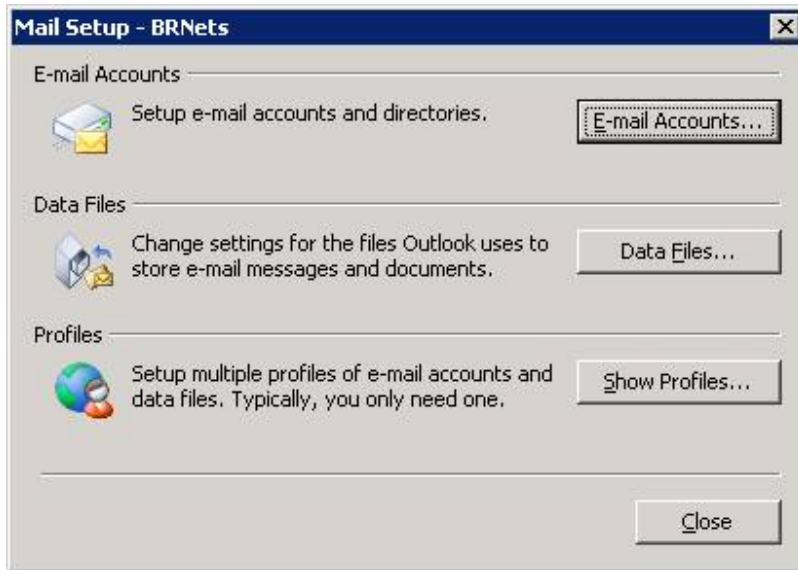 Mail Setup - BRNets
E-mail Accounts
Setup e-mail accounts and directories.
E-mail Accounts...
Data Files
Change settings for the files Outlook uses to
store e-mail messages and documents.
Data Files...
Profiles
Setup multiple profiles of e-mail accounts and
data files. Typically, you only need one.
Show Profiles...
Close